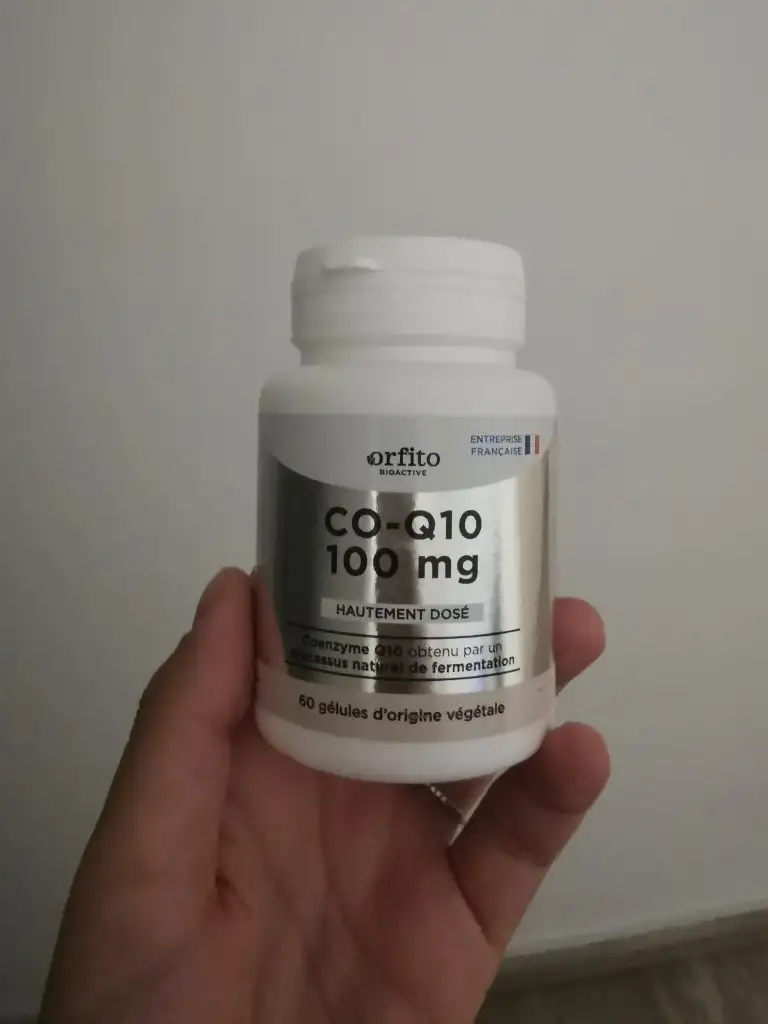 orfito
BIOACTIVE
ENTREPRISE
FRANÇAISE
CO-Q10
100 mg
HAUTEMENT DOSÉ
Coenzyme Q10 obtenu par un
processus naturel de fermentation
60 gélules d'origine végétale